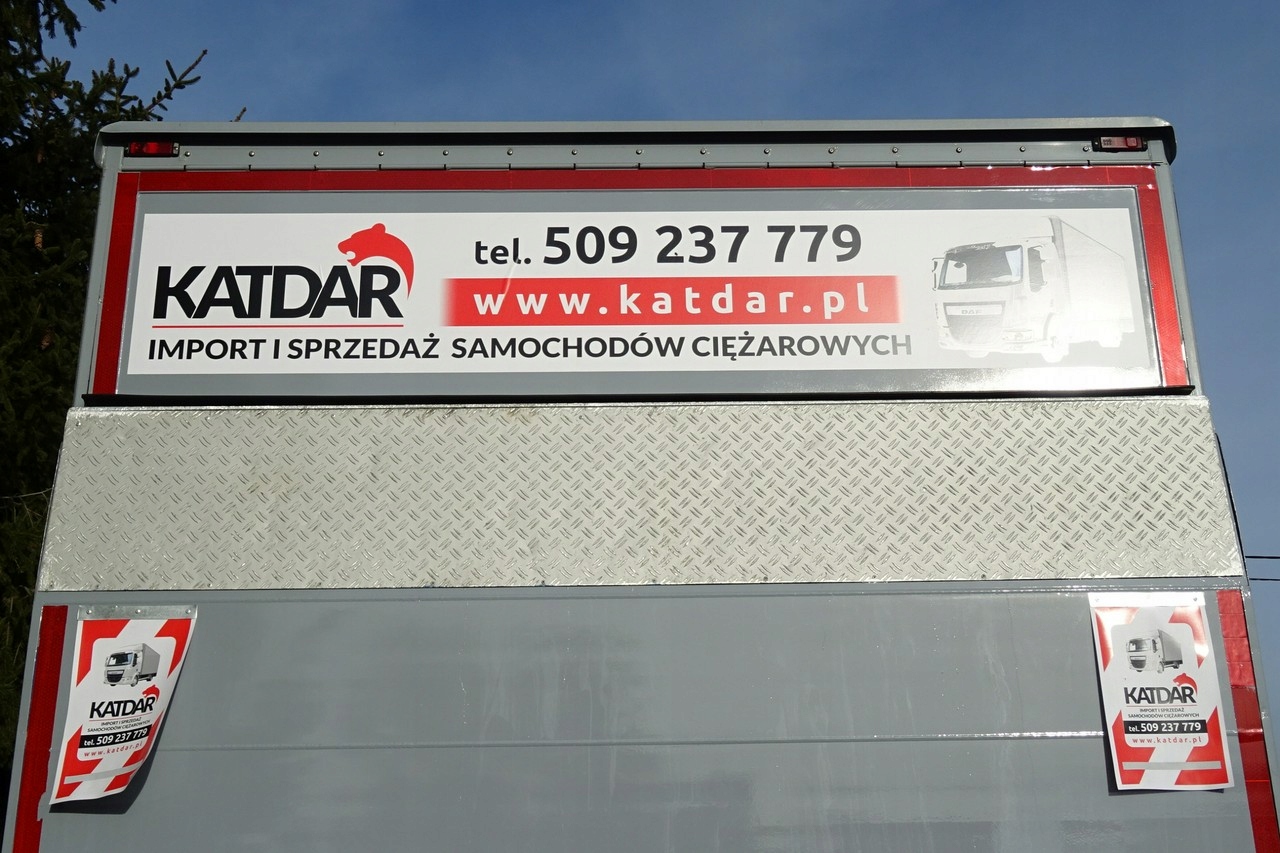 KATDAR
tel. 509 237 779
www.katdar.pl
IMPORT I SPRZEDAŻ SAMOCHODÓW CIĘŻAROWYCH
KATDAR
IMPORT I SPRZEDAŻ
SAMOCHODÓW CIĘŻAROWYCH
tel. 509 237 779
www.katdar.pl
KATDAR
IMPORT I SPRZEDAŻ
SAMOCHODÓW CIĘŻAROWYCH
tel. 509 237 779
www.katdar.pl